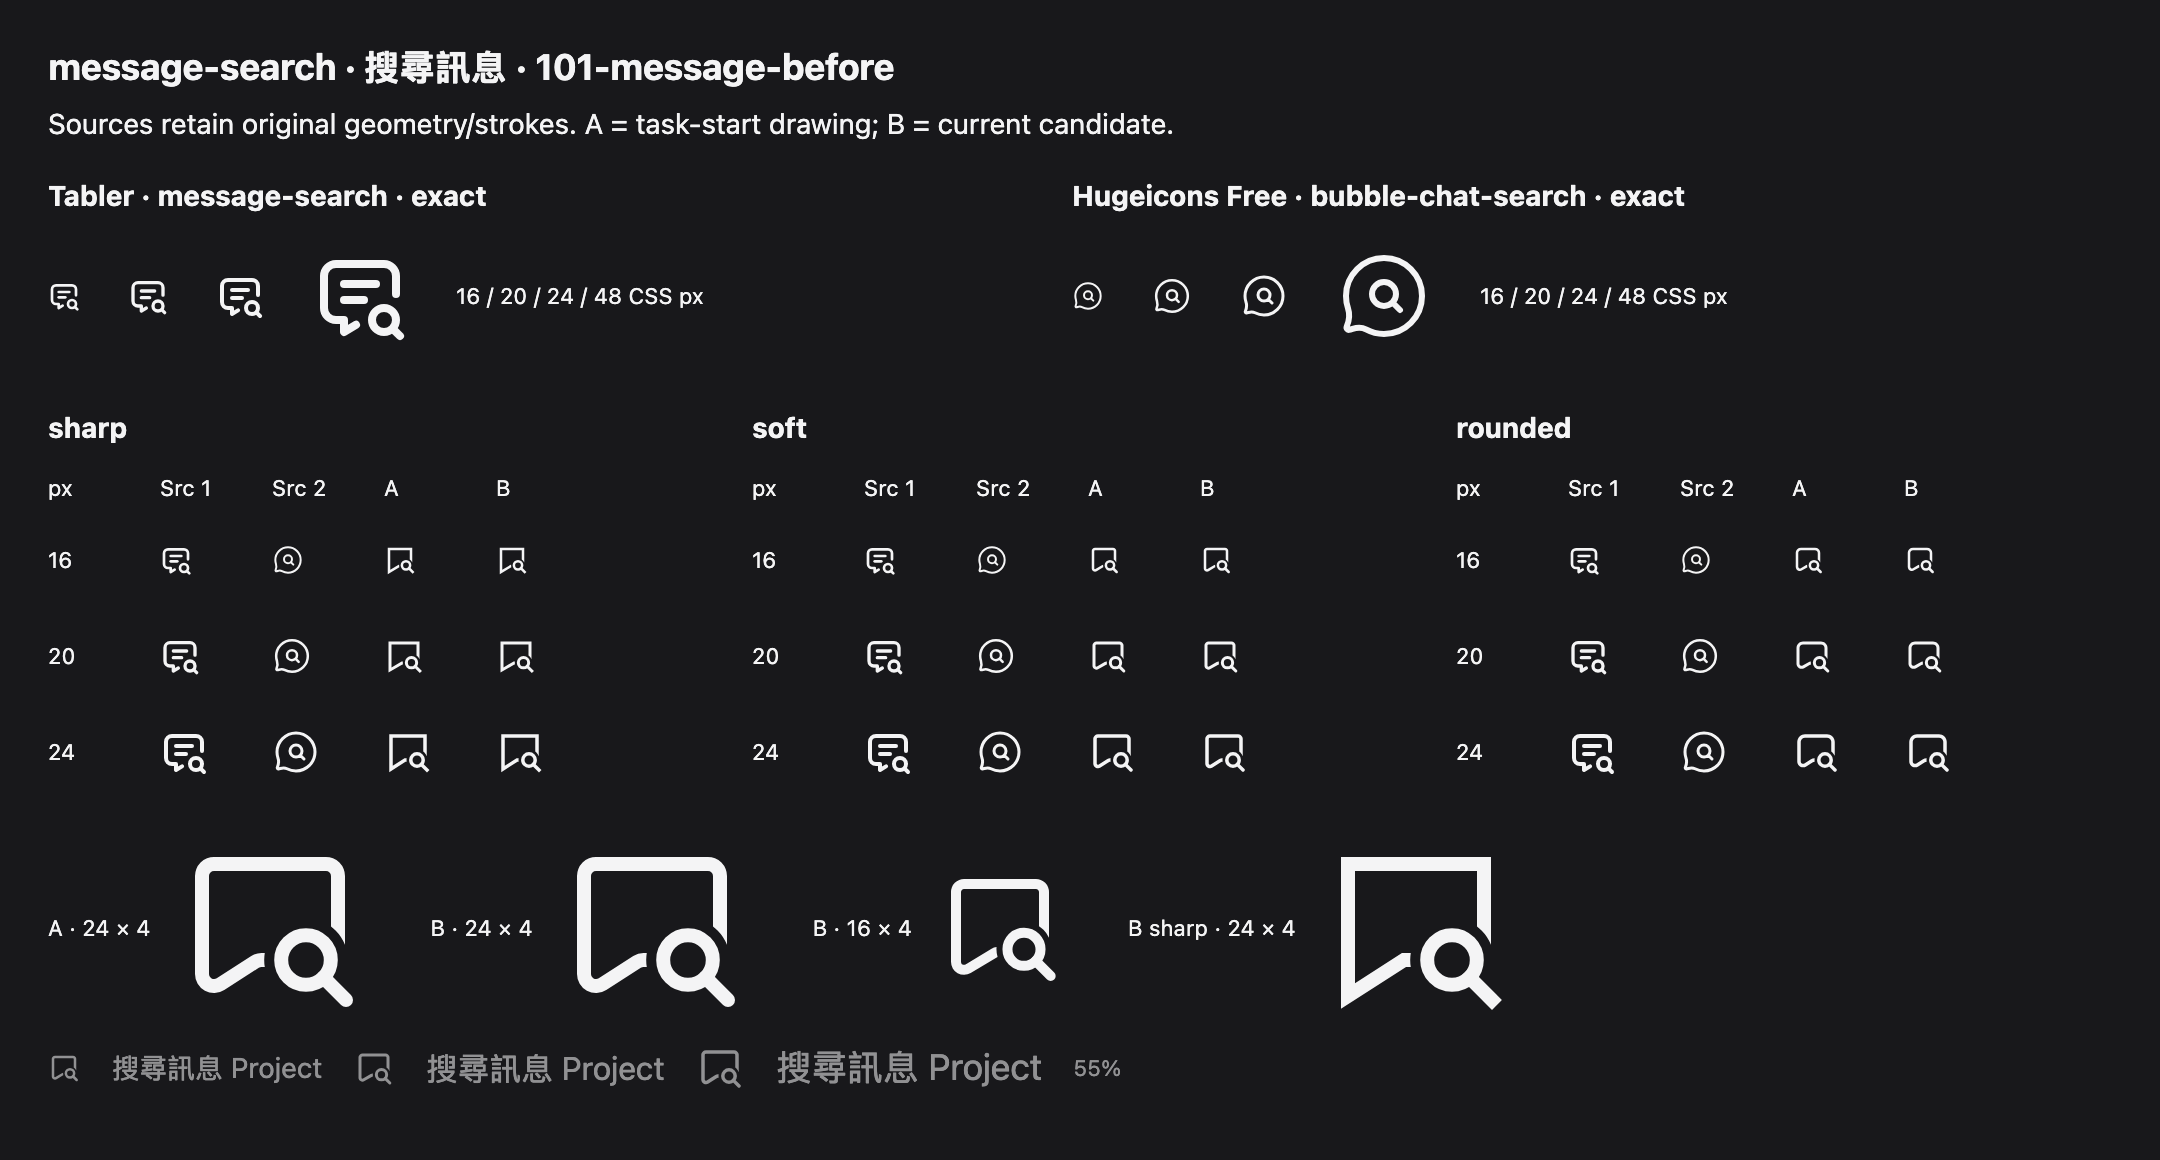 message-search · 搜尋訊息 · 101-message-before
Sources retain original geometry/strokes. A = task-start drawing; B = current candidate.
Tabler · message-search · exact
Hugeicons Free · bubble-chat-search · exact
16 / 20 / 24 / 48 CSS px
16 / 20 / 24 / 48 CSS px
sharp
soft
rounded
px Src 1 Src 2 A B
px Src 1 Src 2 A B
px Src 1 Src 2 A B
16
16
16
20
20
20
24
24
24
A · 24 × 4
B · 24 × 4
B · 16 × 4
B sharp · 24 × 4
搜尋訊息 Project
搜尋訊息 Project
搜尋訊息 Project
55%